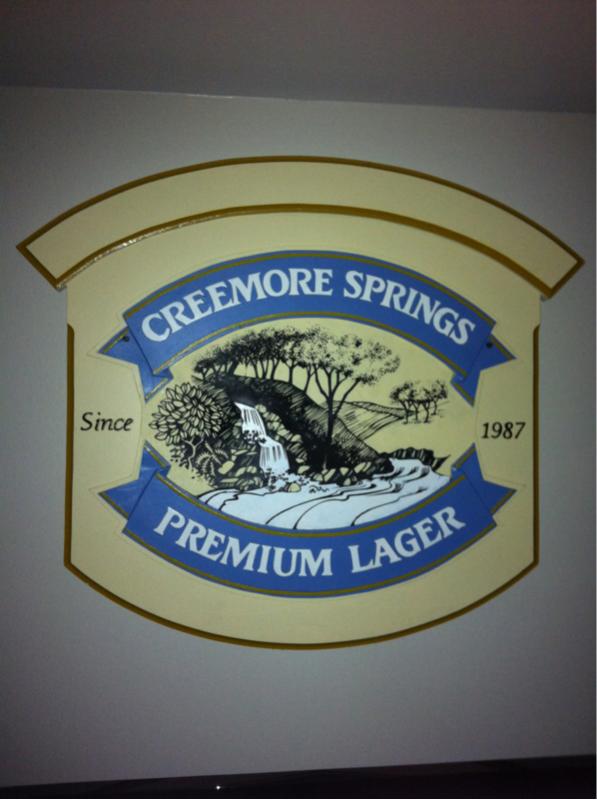 CREEMORE SPRINGS
Since 1987
PREMIUM LAGER